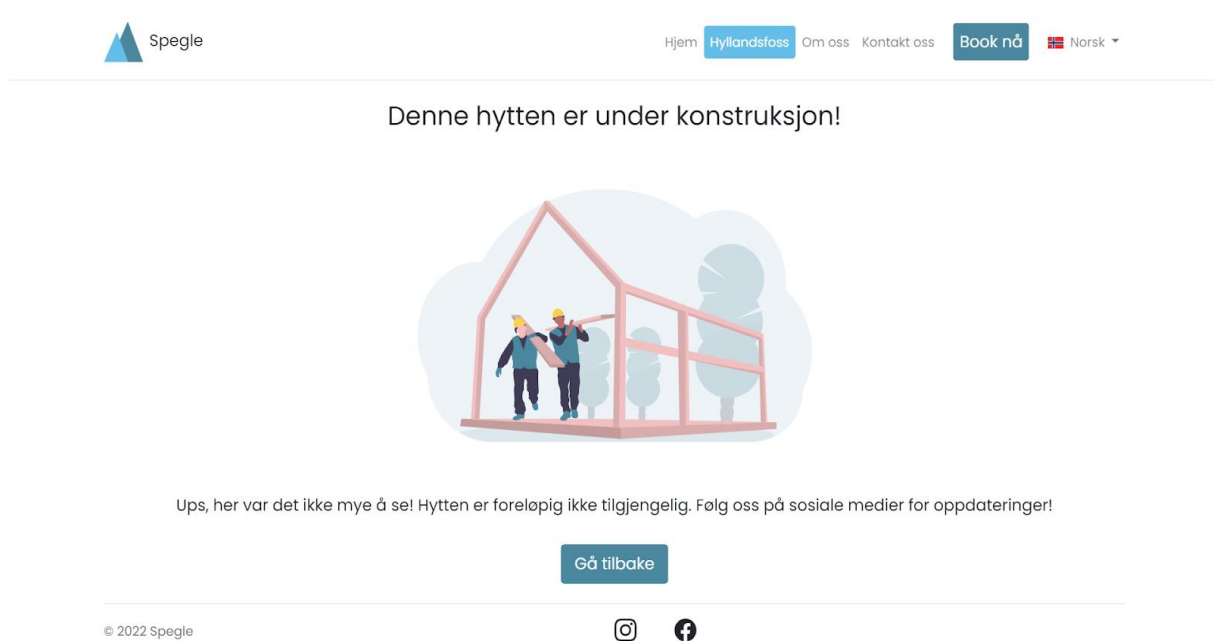 Spegle
Hjem Hyllandsfoss Om oss Kontakt oss Book nå Norsk
Denne hytten er under konstruksjon!
Ups, her var det ikke mye å se! Hytten er foreløpig ikke tilgjengelig. Følg oss på sosiale medier for oppdateringer!
Gå tilbake
© 2022 Spegle